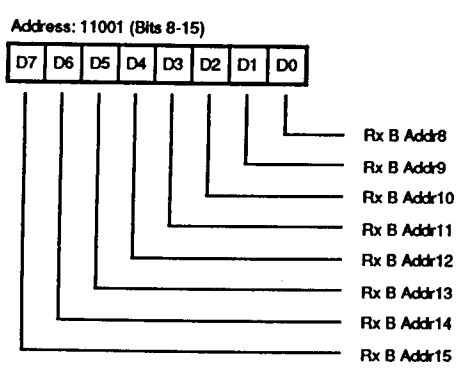 Address: 11001 (Bits 8-15)
D7 D6 D5 D4 D3 D2 D1 D0
Rx B Addr8
Rx B Addr9
Rx B Addr10
Rx B Addr11
Rx B Addr12
Rx B Addr13
Rx B Addr14
Rx B Addr15